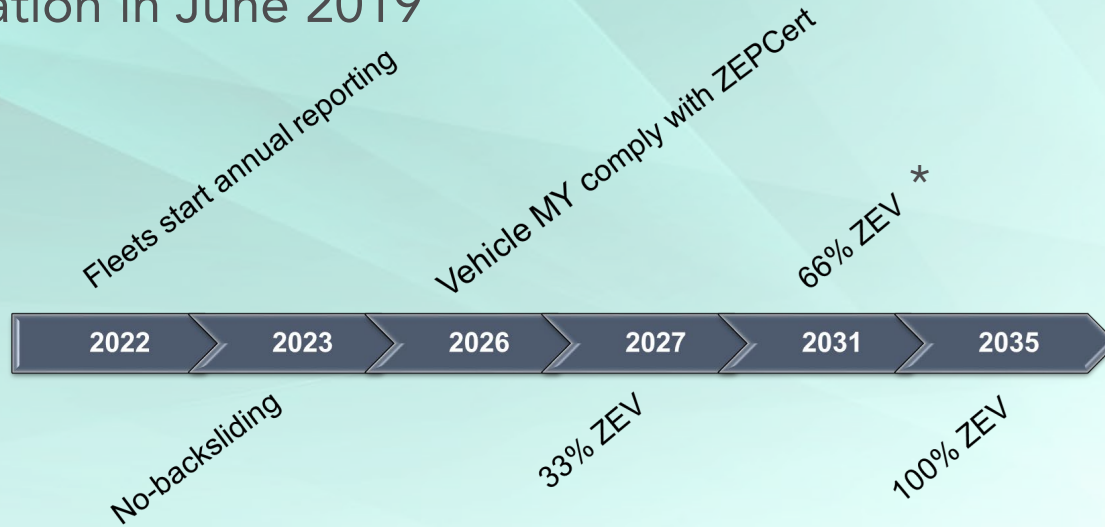 in June 2019
Fleets start annual reporting
Vehicle MY comply with ZEPCert
66% ZEV *
2022 2023 2026 2027 2031 2035
No-backsliding
33% ZEV
100% ZEV